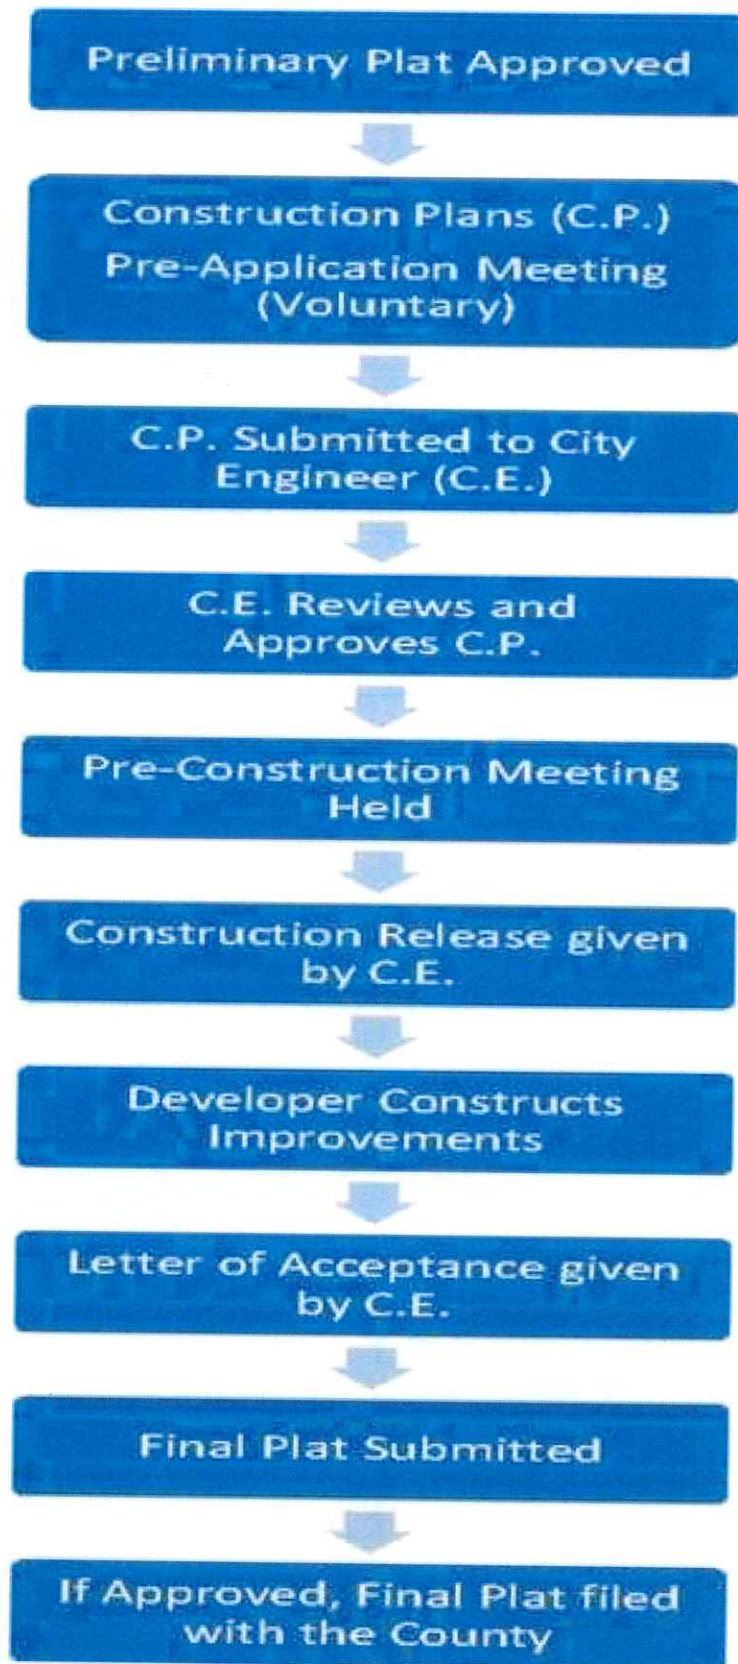 Preliminary Plat Approved
Construction Plans (C.P.)
Pre-Application Meeting
(Voluntary)
C.P. Submitted to City
Engineer (C.E.)
C.E. Reviews and
Approves C.P.
Pre-Construction Meeting
Held
Construction Release given
by C.E.
Developer Constructs
Improvements
Letter of Acceptance given
by C.E.
Final Plat Submitted
If Approved, Final Plat filed
with the County